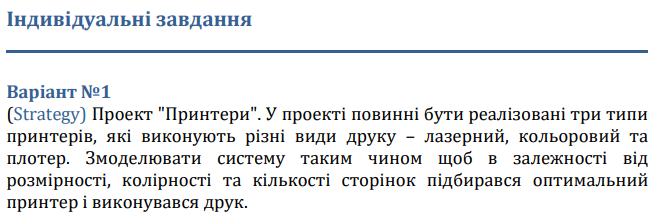 Індивідуальні завдання
Варіант №1
(Strategy) Проект "Принтери". У проекті повинні бути реалізовані три типи
принтерів, які виконують різні види друку – лазерний, кольоровий та
плотер. Змоделювати систему таким чином щоб в залежності від
розмірності, колірності та кількості сторінок підбирався оптимальний
принтер і виконувався друк.